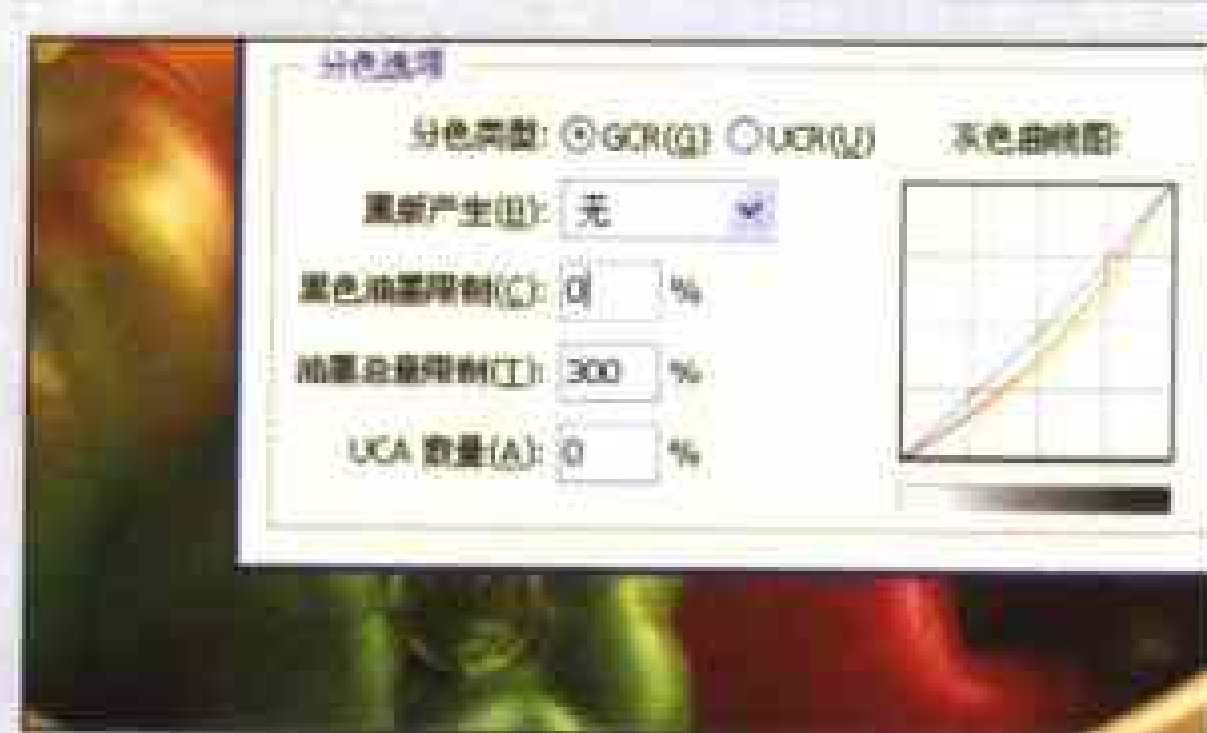 分色选项
分色类型: GCR(G) UCR(U)
灰色曲线图:
黑版产生(B): 无
黑色油墨限制(C): 0 %
油墨总量限制(T): 300 %
UCA 数量(A): 0 %